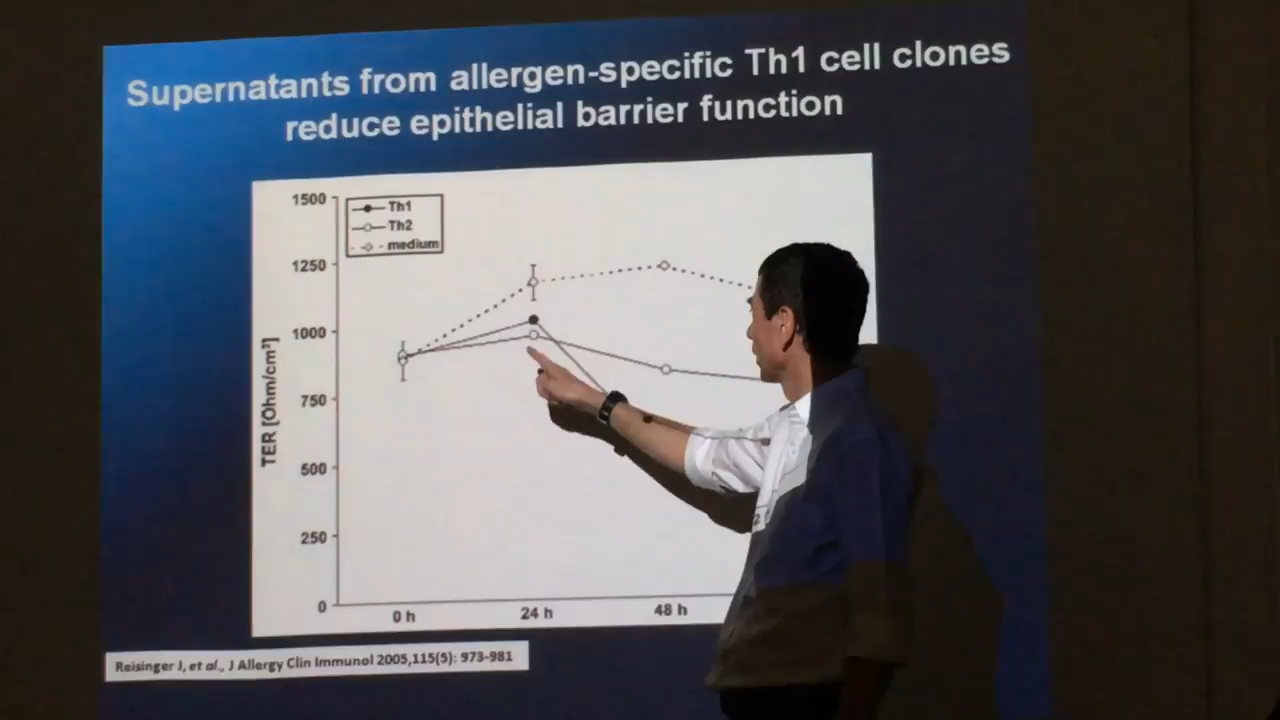 Supernatants from allergen-specific Th1 cell clones
reduce epithelial barrier function
1500
1250
1000
750
500
250
0
TER [Ohm/cm²]
Th1
Th2
medium
0 h
24 h
48 h
Reisinger J, et al., J Allergy Clin Immunol 2005,115(5): 973-981